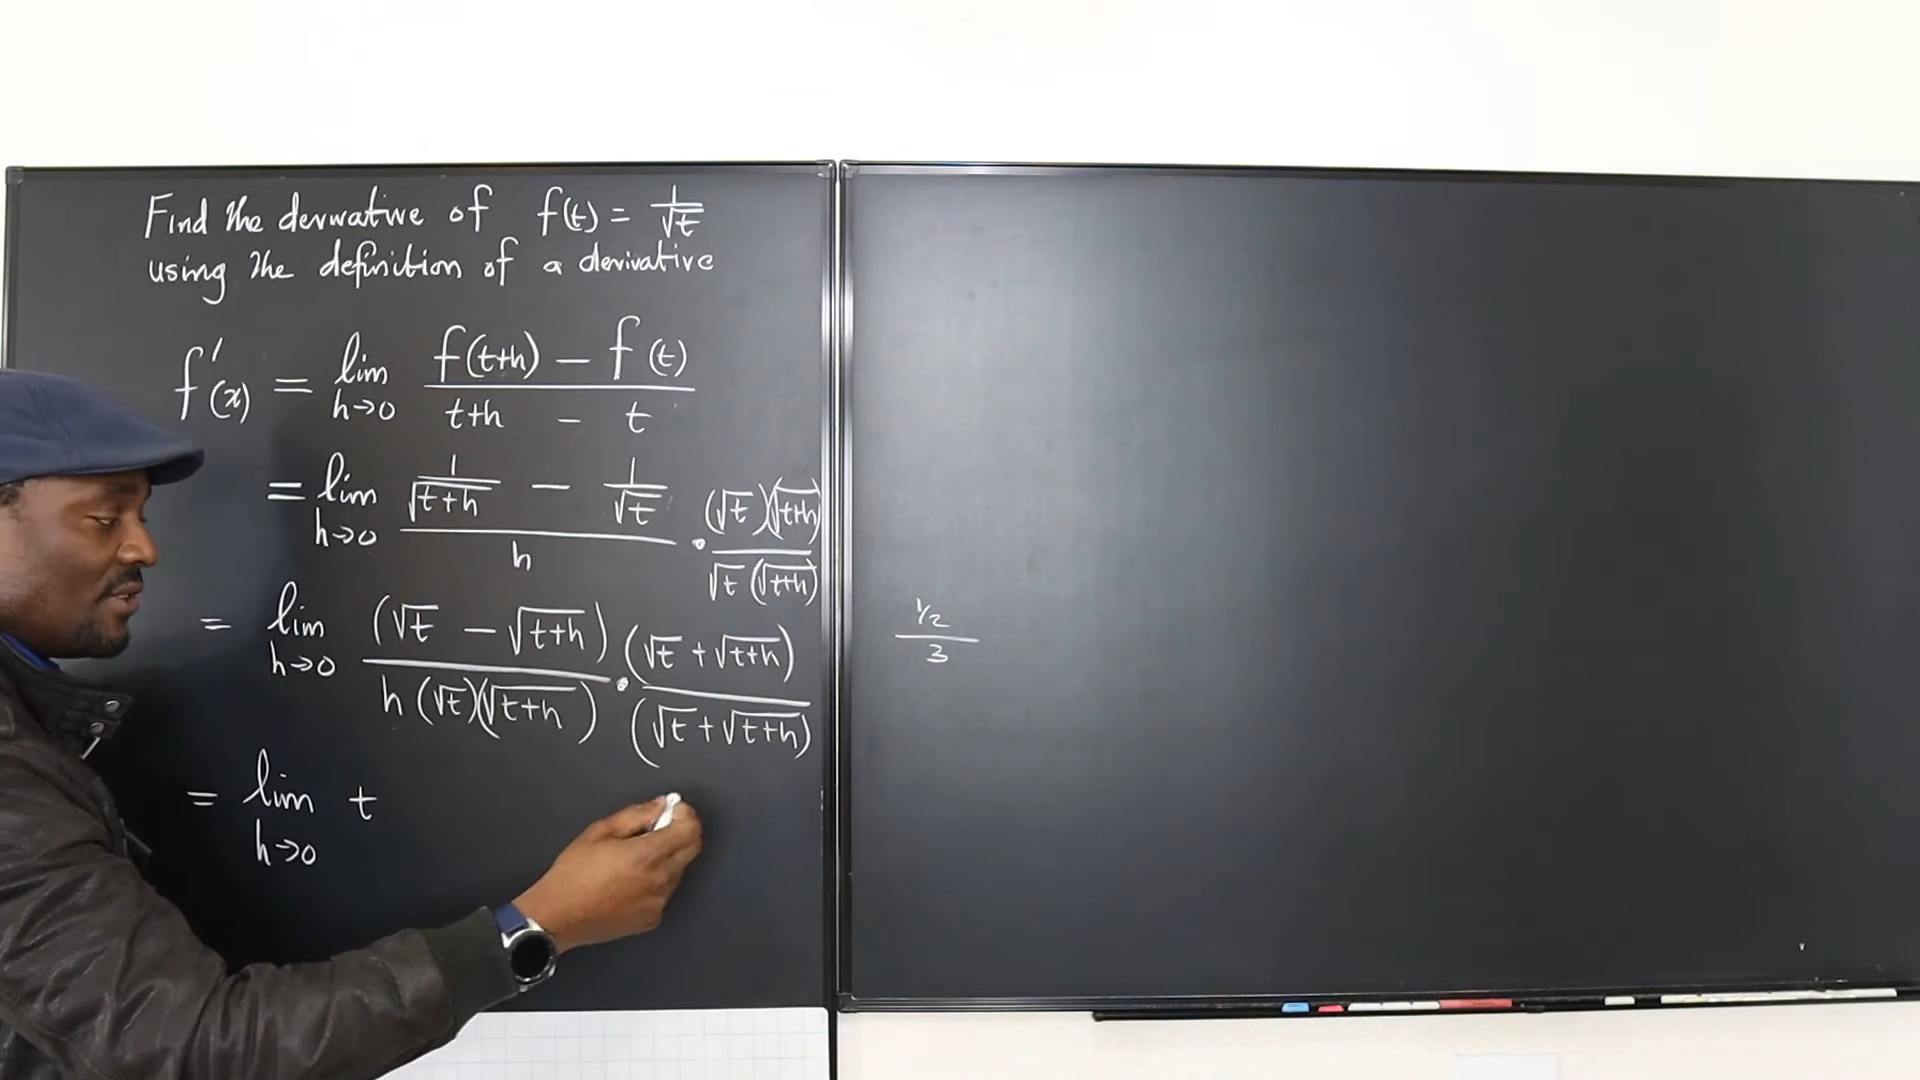 Find the derivative of f(t) = 1/√t
using the definition of a derivative
f'(x) = lim h→0 (f(t+h) − f(t))/(t+h − t)
= lim h→0 (1/√(t+h) − 1/√t)/h · (√t)(√(t+h))/(√t(√(t+h)))
= lim h→0 (√t − √(t+h))/(h(√t)(√(t+h))) · (√t + √(t+h))/(√t + √(t+h))
= lim h→0 t
1/2
3